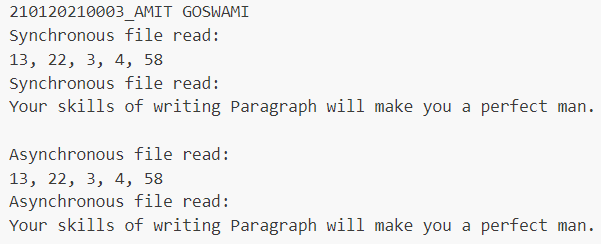 210120210003_AMIT GOSWAMI
Synchronous file read:
13, 22, 3, 4, 58
Synchronous file read:
Your skills of writing Paragraph will make you a perfect man.
Asynchronous file read:
13, 22, 3, 4, 58
Asynchronous file read:
Your skills of writing Paragraph will make you a perfect man.